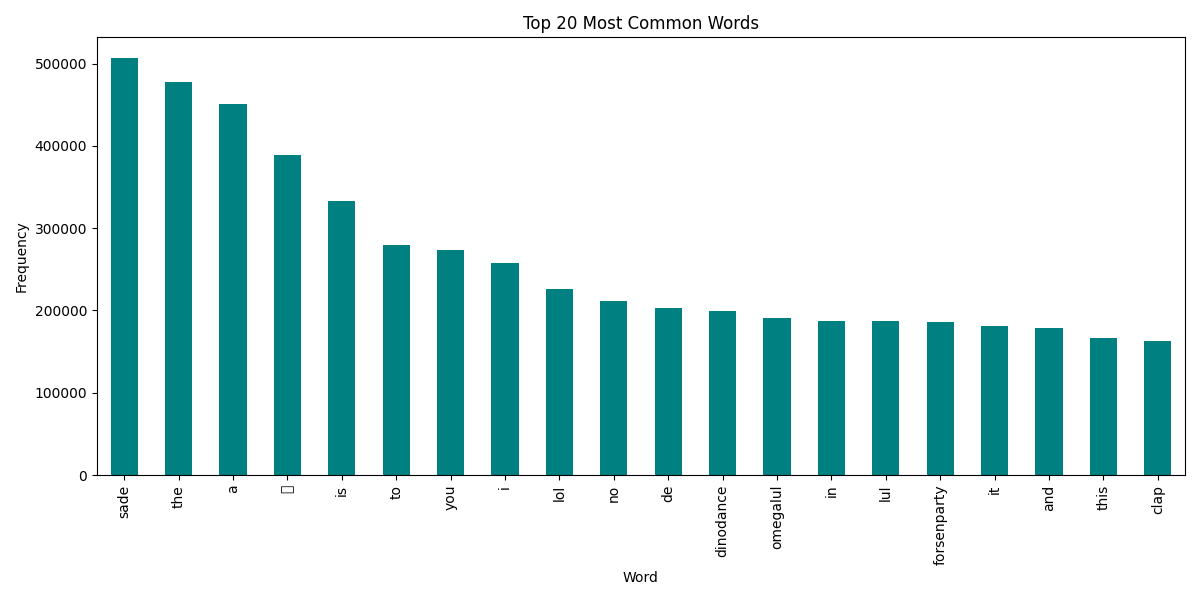 Top 20 Most Common Words
Frequency
500000
400000
300000
200000
100000
0
sade
the
a
is
to
you
i
lol
no
de
dinodance
omegalul
in
lul
forsenparty
it
and
this
clap
Word